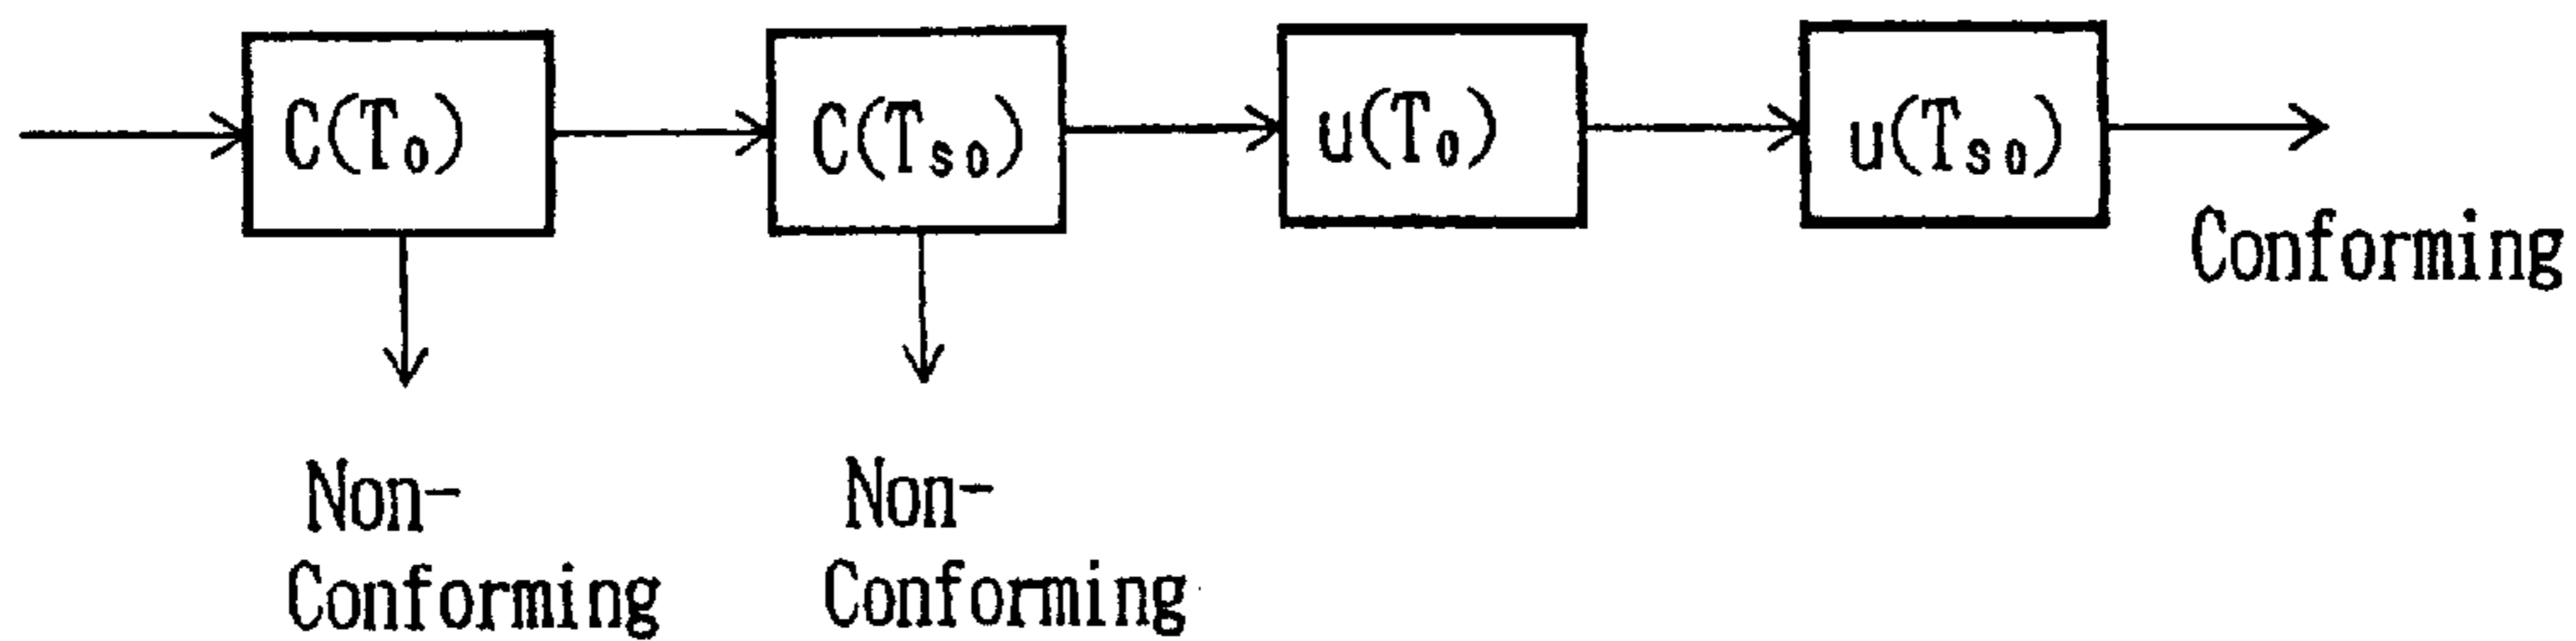 C(T₀)
C(Tₛ₀)
u(T₀)
u(Tₛ₀)
Conforming
Non-
Conforming
Non-
Conforming